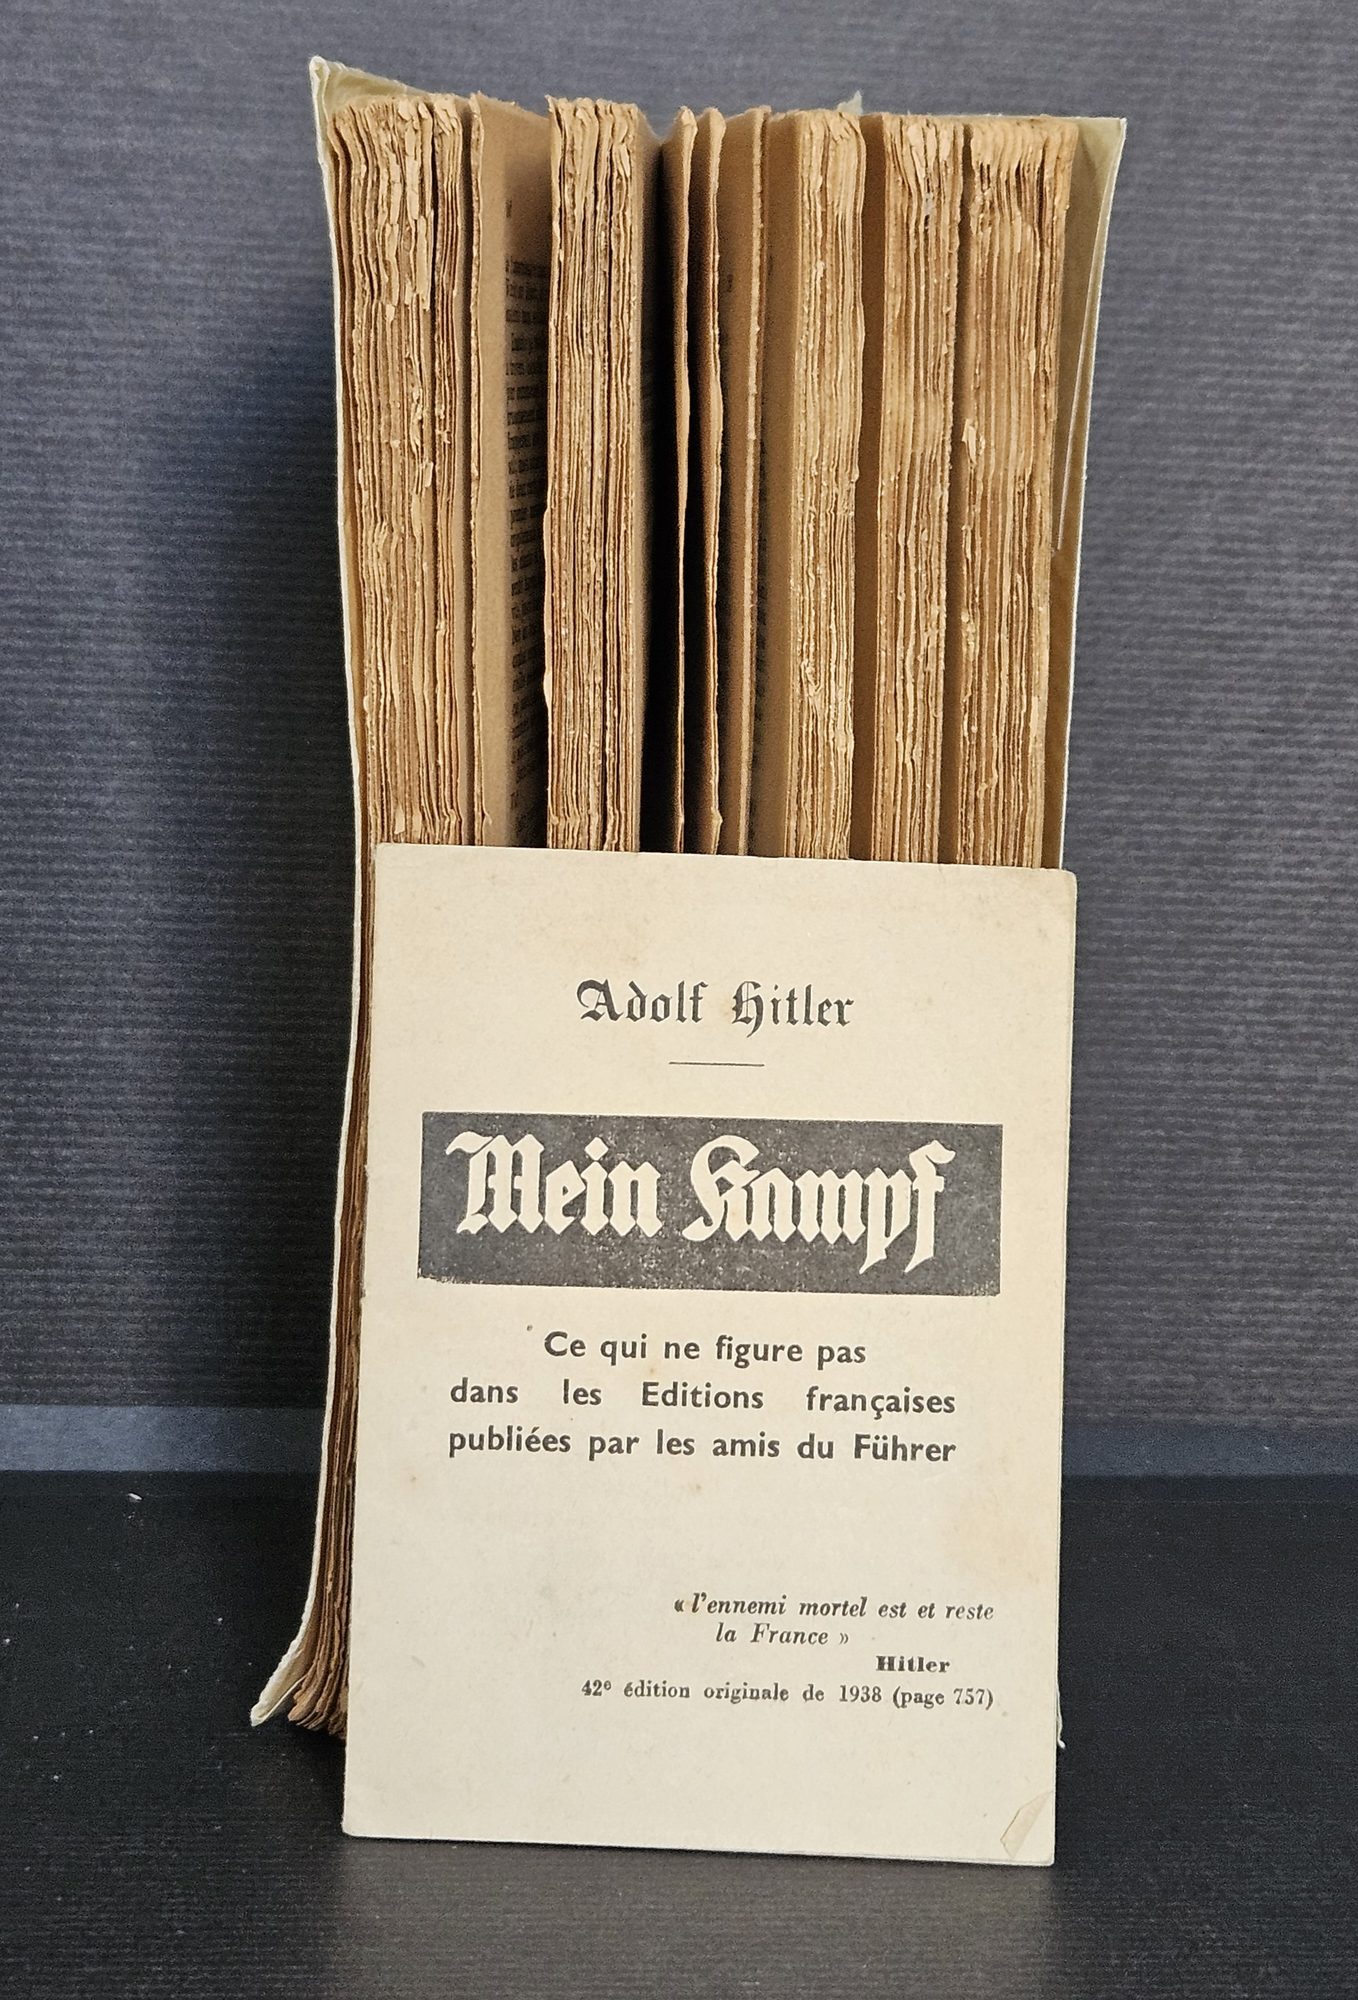 Adolf Hitler
Mein Kampf
Ce qui ne figure pas
dans les Editions françaises
publiées par les amis du Führer
« l'ennemi mortel est et reste
la France »
Hitler
42e édition originale de 1938 (page 757)